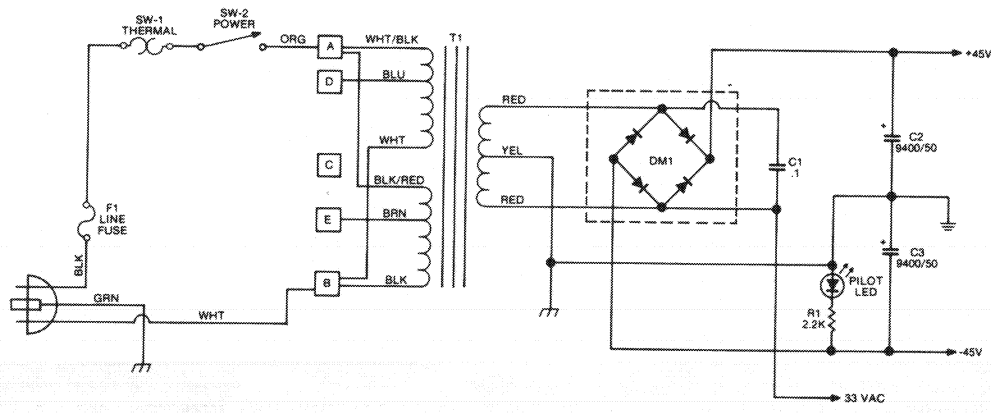 SW-1
THERMAL
SW-2
POWER
ORG
A
WHT/BLK
T1
D
BLU
WHT
C
BLK/RED
E
BRN
B
BLK
F1
LINE
FUSE
BLK
GRN
WHT
RED
YEL
RED
DM1
C1
.1
+45V
+
C2
9400/50
+
C3
9400/50
PILOT
LED
R1
2.2K
-45V
33 VAC